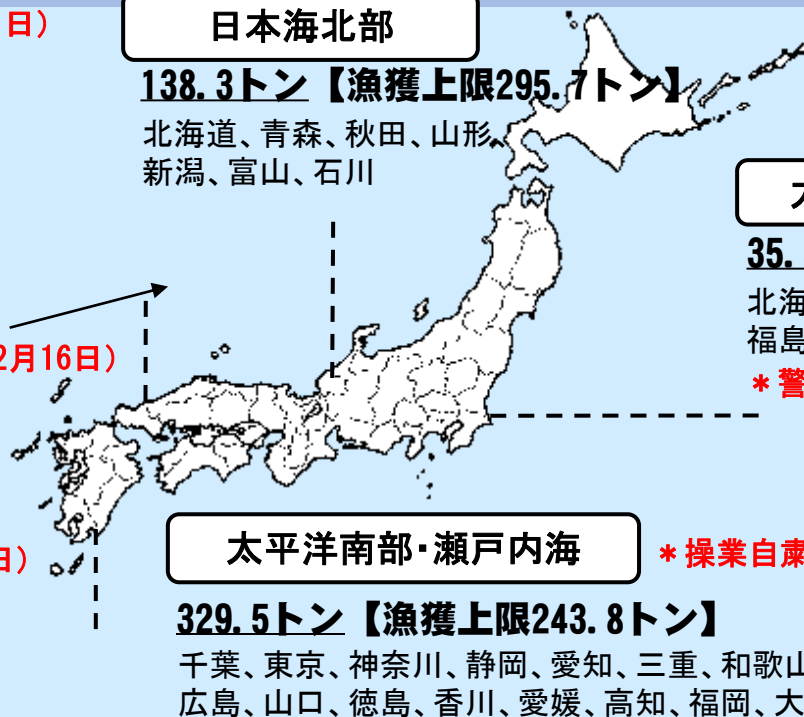 日)
日本海北部
138.3トン【漁獲上限295.7トン】
北海道、青森、秋田、山形、
新潟、富山、石川
35.
北海
福島
*警
2月16日)
日)
太平洋南部・瀬戸内海
*操業自粛
329.5トン【漁獲上限243.8トン】
千葉、東京、神奈川、静岡、愛知、三重、和歌山
広島、山口、徳島、香川、愛媛、高知、福岡、大